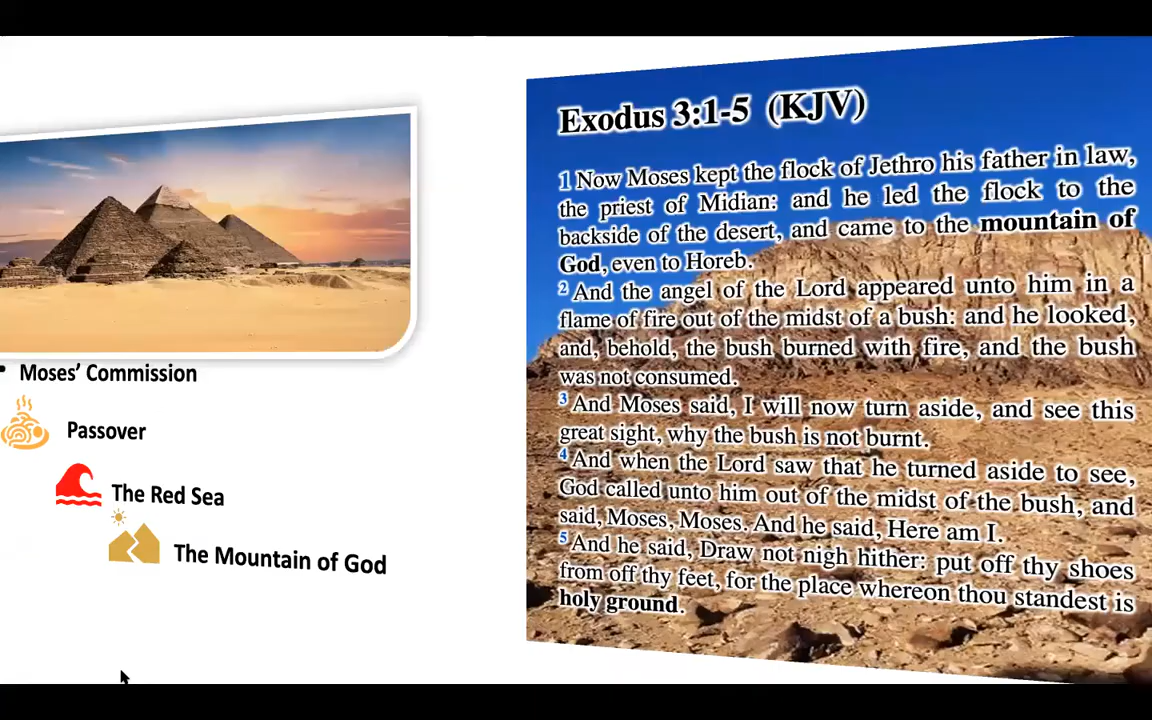 Moses' Commission
Passover
The Red Sea
The Mountain of God
Exodus 3:1-5 (KJV)
1 Now Moses kept the flock of Jethro his father in law,
the priest of Midian: and he led the flock to the
backside of the desert, and came to the mountain of
God, even to Horeb.
2 And the angel of the Lord appeared unto him in a
flame of fire out of the midst of a bush: and he looked,
and, behold, the bush burned with fire, and the bush
was not consumed.
3 And Moses said, I will now turn aside, and see this
great sight, why the bush is not burnt.
4 And when the Lord saw that he turned aside to see,
God called unto him out of the midst of the bush, and
said, Moses, Moses. And he said, Here am I.
5 And he said, Draw not nigh hither: put off thy shoes
from off thy feet, for the place whereon thou standest is
holy ground.